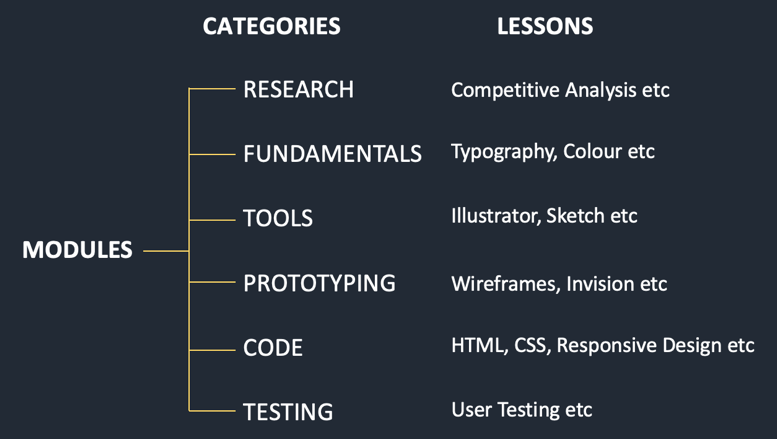 CATEGORIES LESSONS
RESEARCH Competitive Analysis etc
FUNDAMENTALS Typography, Colour etc
TOOLS Illustrator, Sketch etc
MODULES
PROTOTYPING Wireframes, Invision etc
CODE HTML, CSS, Responsive Design etc
TESTING User Testing etc